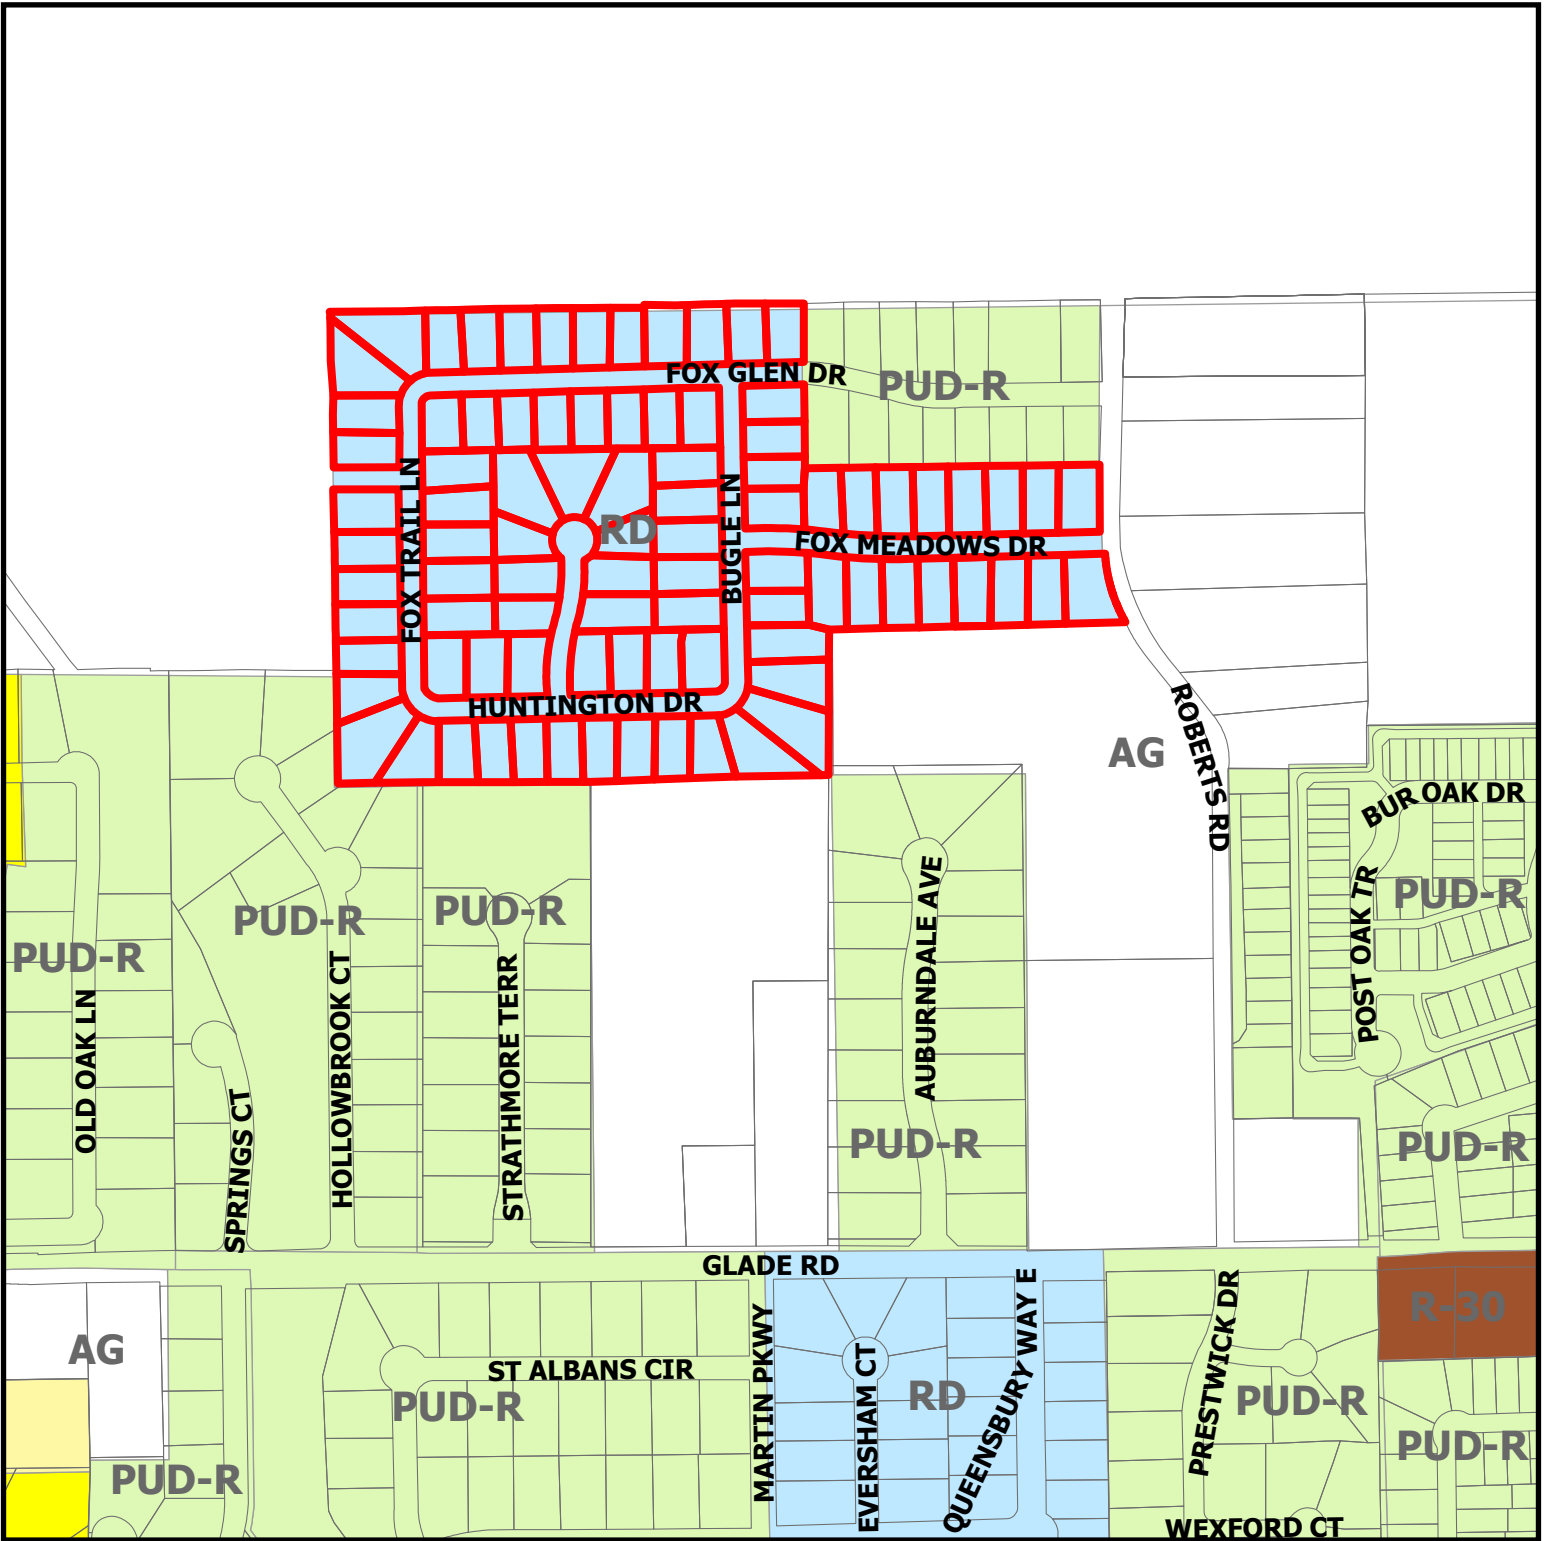 FOX GLEN DR
PUD-R
FOX TRAIL LN
RD
BUGLE LN
FOX MEADOWS DR
HUNTINGTON DR
AG
ROBERTS RD
BUR OAK DR
PUD-R
POST OAK TR
PUD-R
PUD-R
PUD-R
OLD OAK LN
HOLLOWBROOK CT
STRATHMORE TERR
AUBURNDALE AVE
PUD-R
PUD-R
SPRINGS CT
GLADE RD
R-30
AG
ST ALBANS CIR
PUD-R
MARTIN PKWY
EVERSHAM CT
RD
QUEENSBURY WAY E
PRESTWICK DR
PUD-R
PUD-R
PUD-R
WEXFORD CT